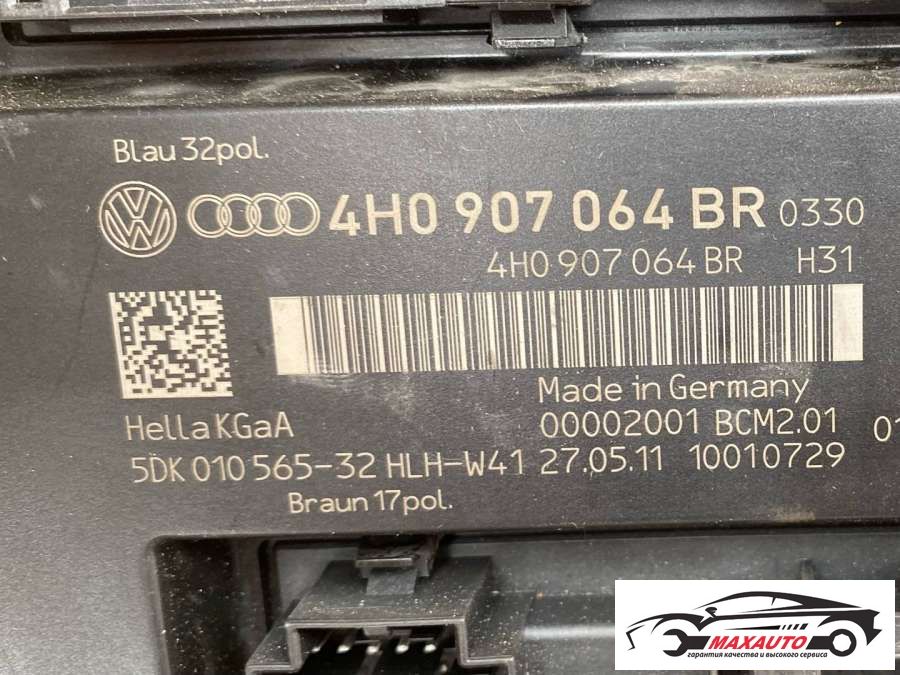 Blau 32pol.
4H0 907 064 BR 0330
4H0 907 064 BR H31
Made in Germany
Hella KGaA 00002001 BCM2.01 01
5DK 010 565-32 HLH-W41 27.05.11 10010729
Braun 17pol.
MAXAUTO
гарантия качества и высокого сервиса